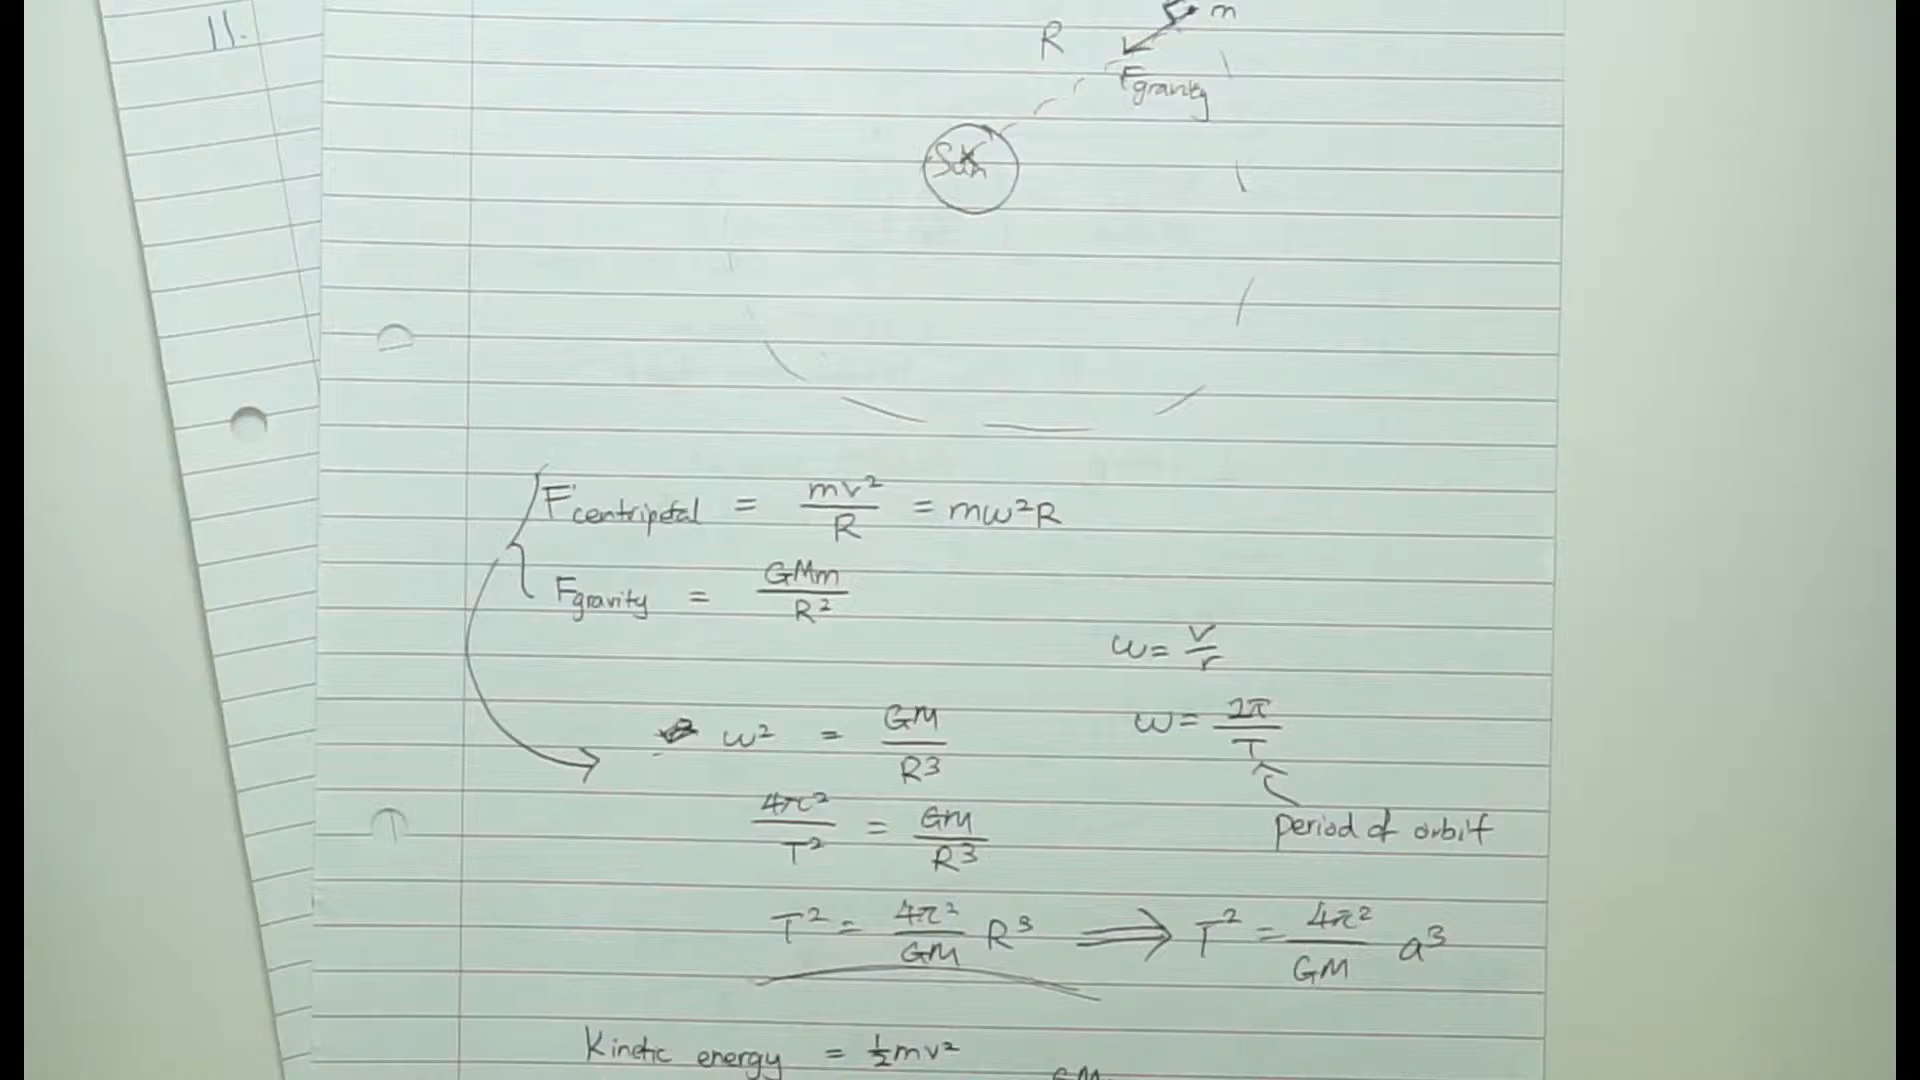 11.
m
R
Fgravity
Sun
Fcentripetal = mv²/R = mω²R
Fgravity = GMm/R²
ω = v/r
ω² = GM/R³
ω = 2π/T
4π²/T² = GM/R³
period of orbit
T² = 4π²/GM R³ ⟹ T² = 4π²/GM a³
Kinetic energy = ½mv²
GM